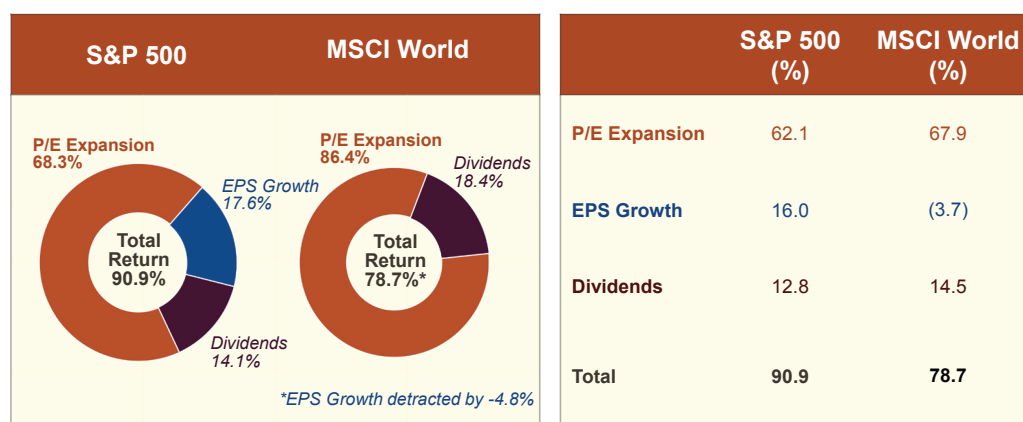 S&P 500
MSCI World
P/E Expansion
68.3%
EPS Growth
17.6%
Total
Return
90.9%
Dividends
14.1%
P/E Expansion
86.4%
Dividends
18.4%
Total
Return
78.7%*
*EPS Growth detracted by -4.8%
S&P 500 MSCI World
(%) (%)
P/E Expansion 62.1 67.9
EPS Growth 16.0 (3.7)
Dividends 12.8 14.5
Total 90.9 78.7